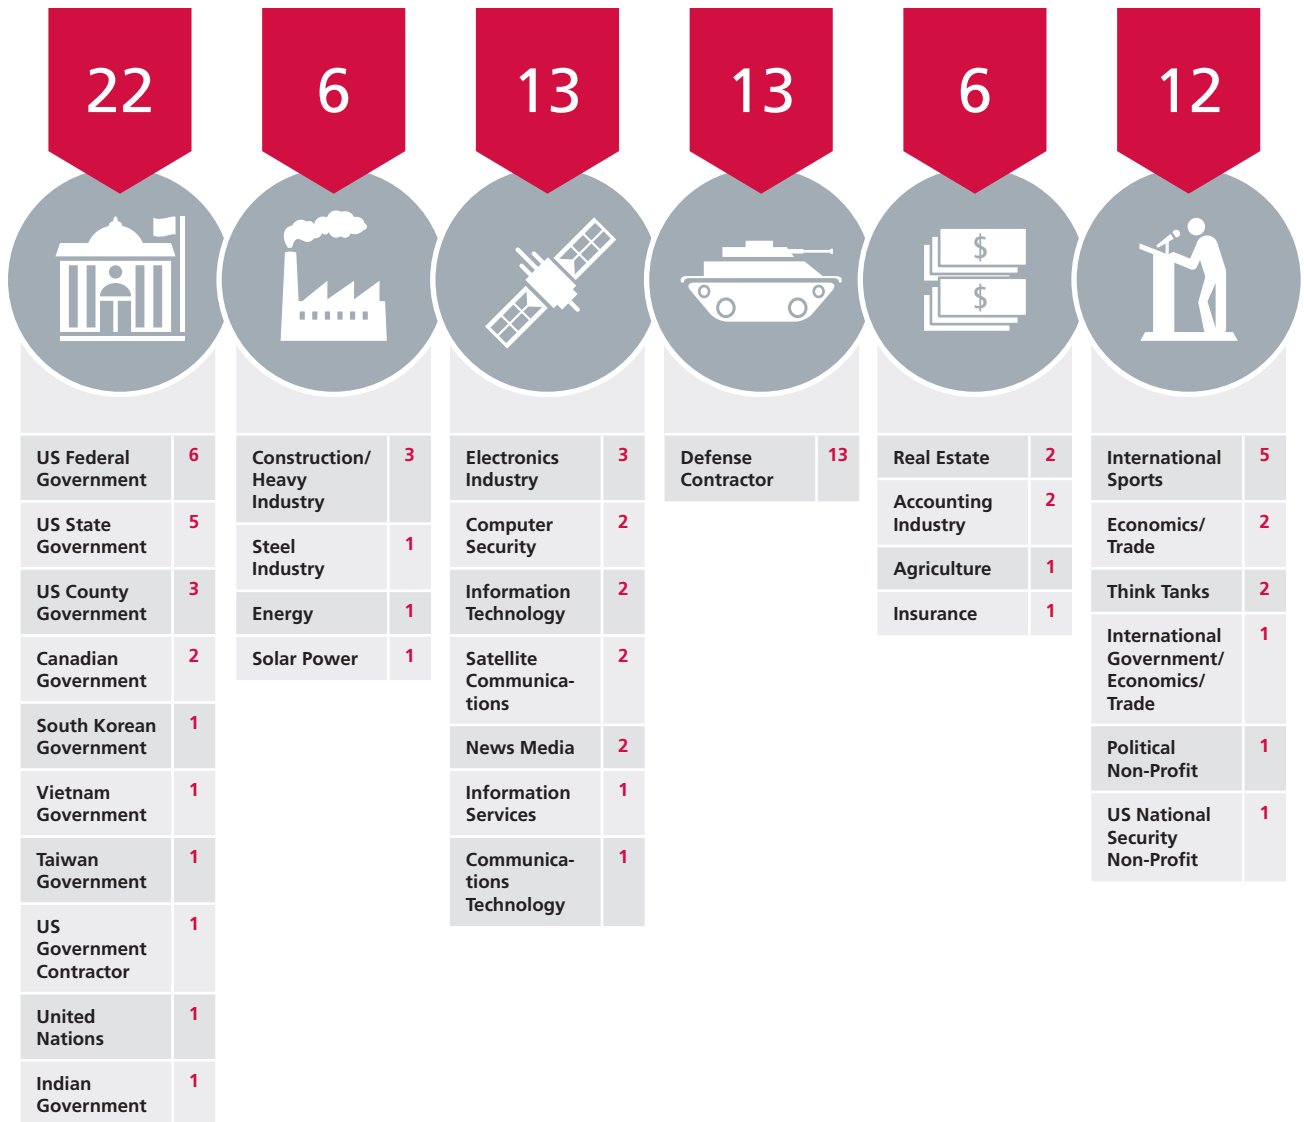 22
6
13
13
6
12
$
$
US Federal
Government
6
US State
Government
5
US County
Government
3
Canadian
Government
2
South Korean
Government
1
Vietnam
Government
1
Taiwan
Government
1
US
Government
Contractor
1
United
Nations
1
Indian
Government
1
Construction/
Heavy
Industry
3
Steel
Industry
1
Energy
1
Solar Power
1
Electronics
Industry
3
Computer
Security
2
Information
Technology
2
Satellite
Communica-
tions
2
News Media
2
Information
Services
1
Communica-
tions
Technology
1
Defense
Contractor
13
Real Estate
2
Accounting
Industry
2
Agriculture
1
Insurance
1
International
Sports
5
Economics/
Trade
2
Think Tanks
2
International
Government/
Economics/
Trade
1
Political
Non-Profit
1
US National
Security
Non-Profit
1